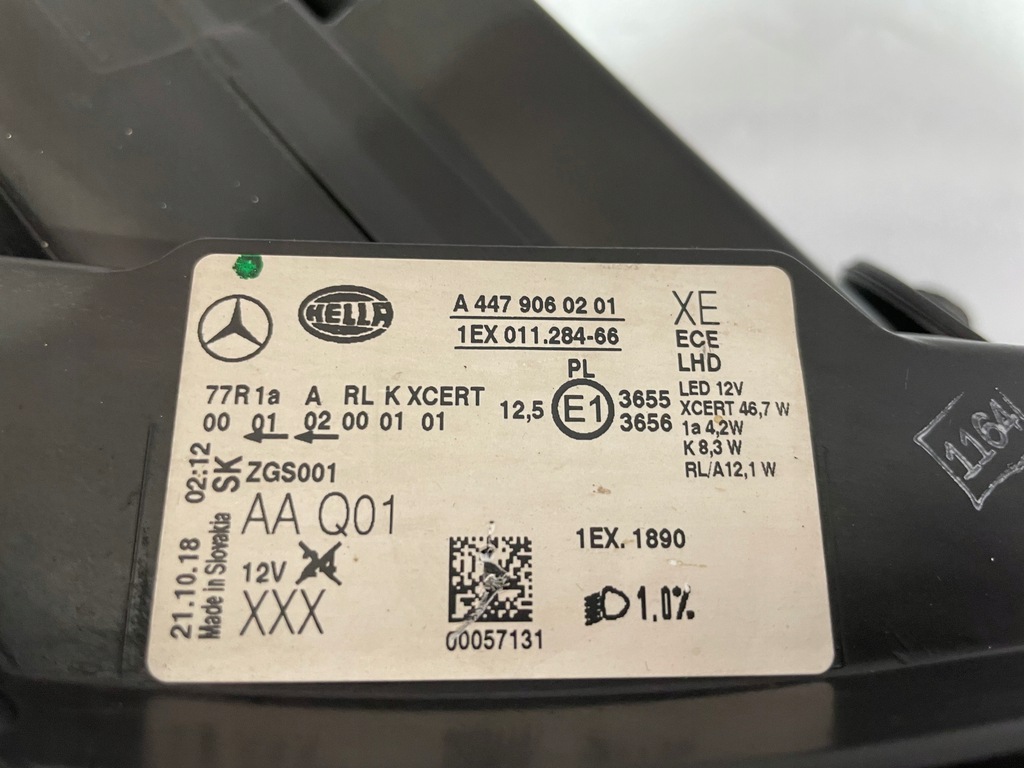 HELLA
A 447 906 02 01
1EX 011.284-66
XE
ECE
LHD
LED 12V
XCERT 46,7 W
1a 4,2W
K 8,3 W
RL/A12,1 W
77R 1a A RL K XCERT
00 01 02 00 01 01
PL
12,5 E1 3655
3656
21.10.18 02:12
Made in Slovakia SK
ZGS001
AA Q01
12V
XXX
00057131
1EX. 1890
1.0%
1164